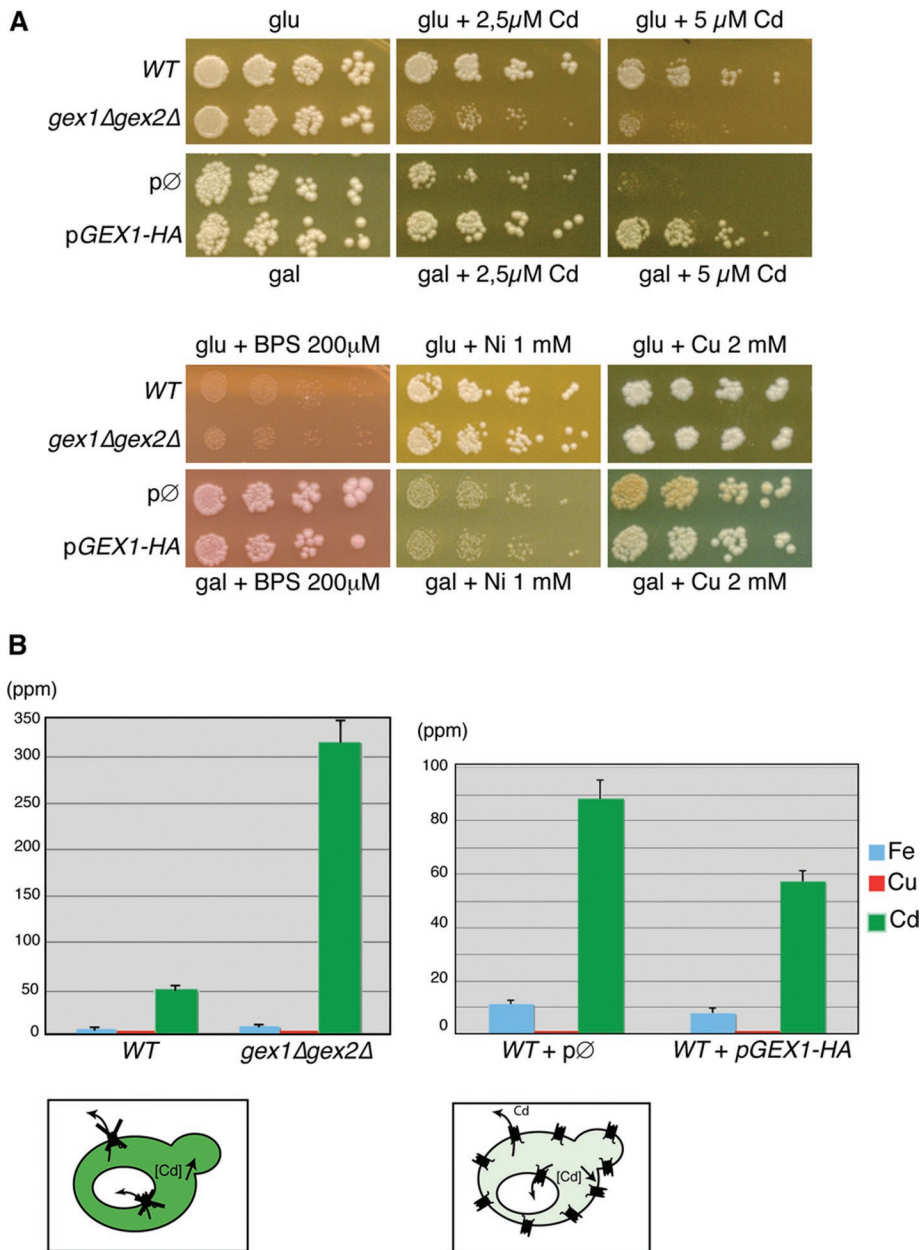 A
glu
glu + 2,5µM Cd
glu + 5 µM Cd
WT
gex1Δgex2Δ
pØ
pGEX1-HA
gal
gal + 2,5µM Cd
gal + 5 µM Cd
glu + BPS 200µM
glu + Ni 1 mM
glu + Cu 2 mM
WT
gex1Δgex2Δ
pØ
pGEX1-HA
gal + BPS 200µM
gal + Ni 1 mM
gal + Cu 2 mM
B
(ppm)
350
300
250
200
150
100
50
0
WT
gex1Δgex2Δ
(ppm)
100
80
60
40
20
0
WT + pØ
WT + pGEX1-HA
Fe
Cu
Cd
[Cd]
Cd
[Cd]